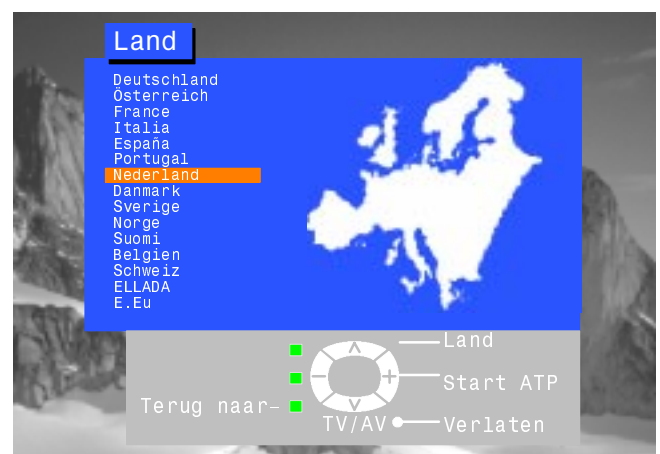 Land
Deutschland
Österreich
France
Italia
España
Portugal
Nederland
Danmark
Sverige
Norge
Suomi
Belgien
Schweiz
ELLADA
E.Eu
Land
Start ATP
Terug naar
TV/AV
Verlaten